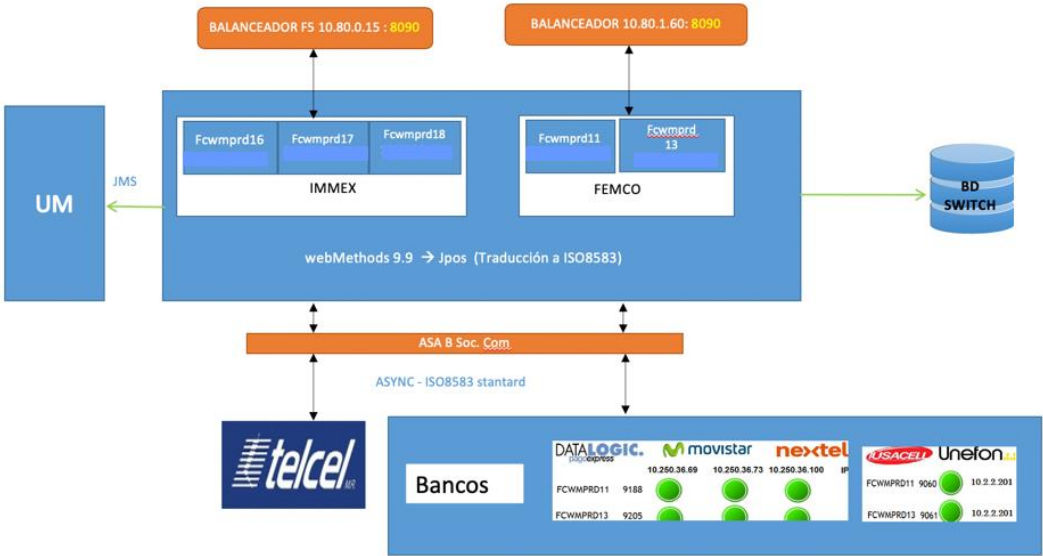 BALANCEADOR F5 10.80.0.15 : 8090
BALANCEADOR 10.80.1.60: 8090
UM
JMS
Fcwmprd16
Fcwmprd17
Fcwmprd18
IMMEX
Fcwmprd11
Fcwmprd
13
FEMCO
BD
SWITCH
webMethods 9.9 → Jpos (Traducción a ISO8583)
ASA B Soc. Com
ASYNC - ISO8583 stantard
telcel
Bancos
DATALOGIC.
pagoexpress
movistar
nextel
10.250.36.69 10.250.36.73 10.250.36.100 IP
FCWMPRD11 9188
FCWMPRD13 9205
IUSACELL Unefon
FCWMPRD11 9060 10.2.2.201
FCWMPRD13 9061 10.2.2.201